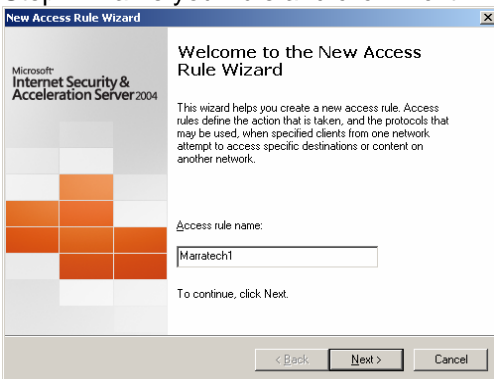 New Access Rule Wizard
Microsoft
Internet Security &
Acceleration Server 2004
Welcome to the New Access
Rule Wizard
This wizard helps you create a new access rule. Access
rules define the action that is taken, and the protocols that
may be used, when specified clients from one network
attempt to access specific destinations or content on
another network.
Access rule name:
Marratech1
To continue, click Next.
< Back
Next >
Cancel